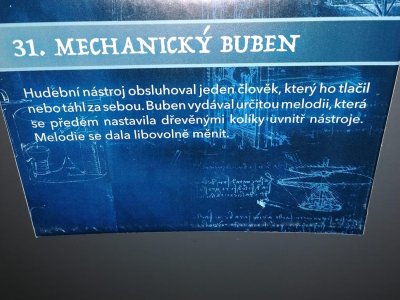 31. MECHANICKÝ BUBEN
Hudební nástroj obsluhoval jeden člověk, který ho tlačil
nebo táhl za sebou. Buben vydával určitou melodii, která
se předem nastavila dřevěnými kolíky uvnitř nástroje.
Melodie se dala libovolně měnit.